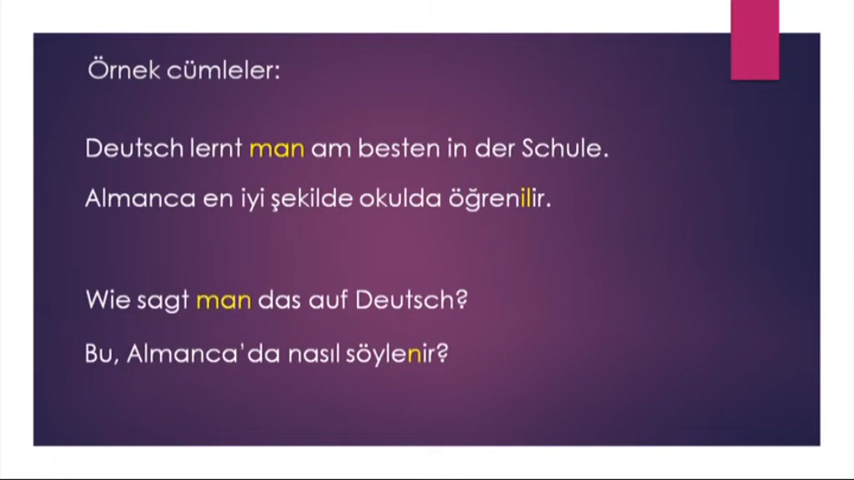 Örnek cümleler:
Deutsch lernt man am besten in der Schule.
Almanca en iyi şekilde okulda öğrenilir.
Wie sagt man das auf Deutsch?
Bu, Almanca'da nasıl söylenir?